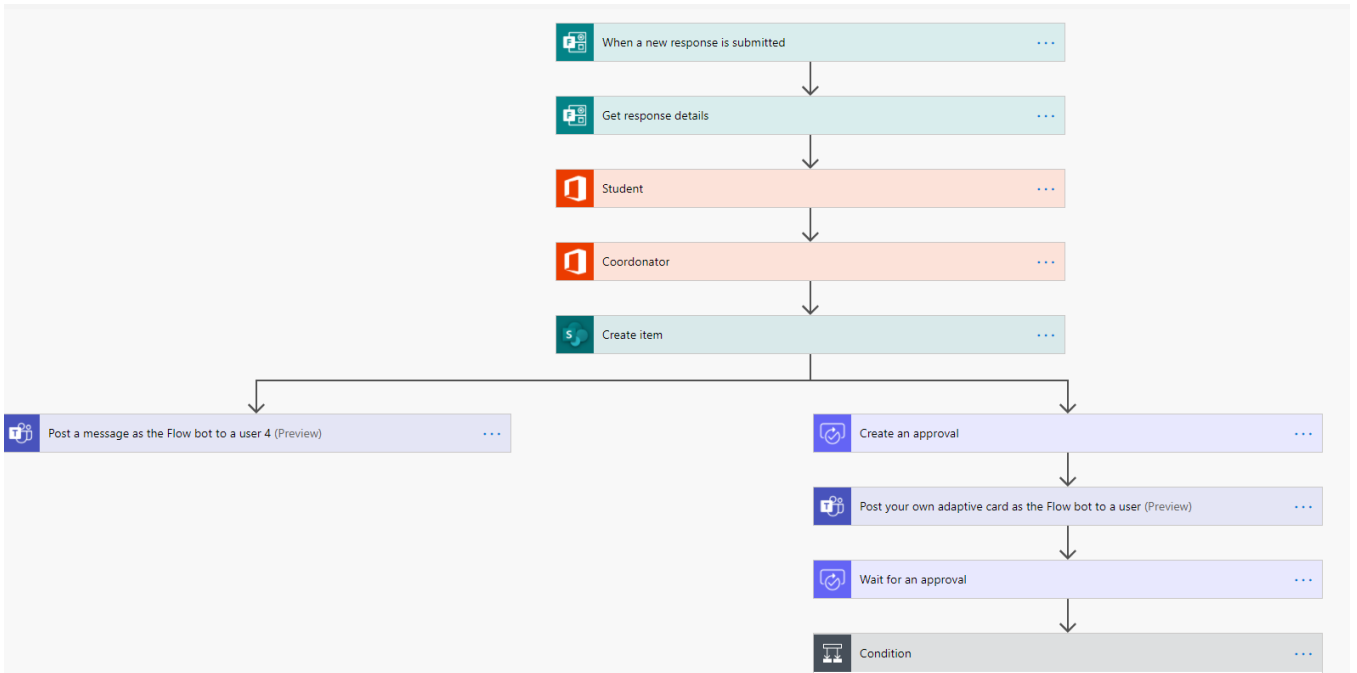 When a new response is submitted
Get response details
Student
Coordonator
Create item
Post a message as the Flow bot to a user 4 (Preview)
Create an approval
Post your own adaptive card as the Flow bot to a user (Preview)
Wait for an approval
Condition